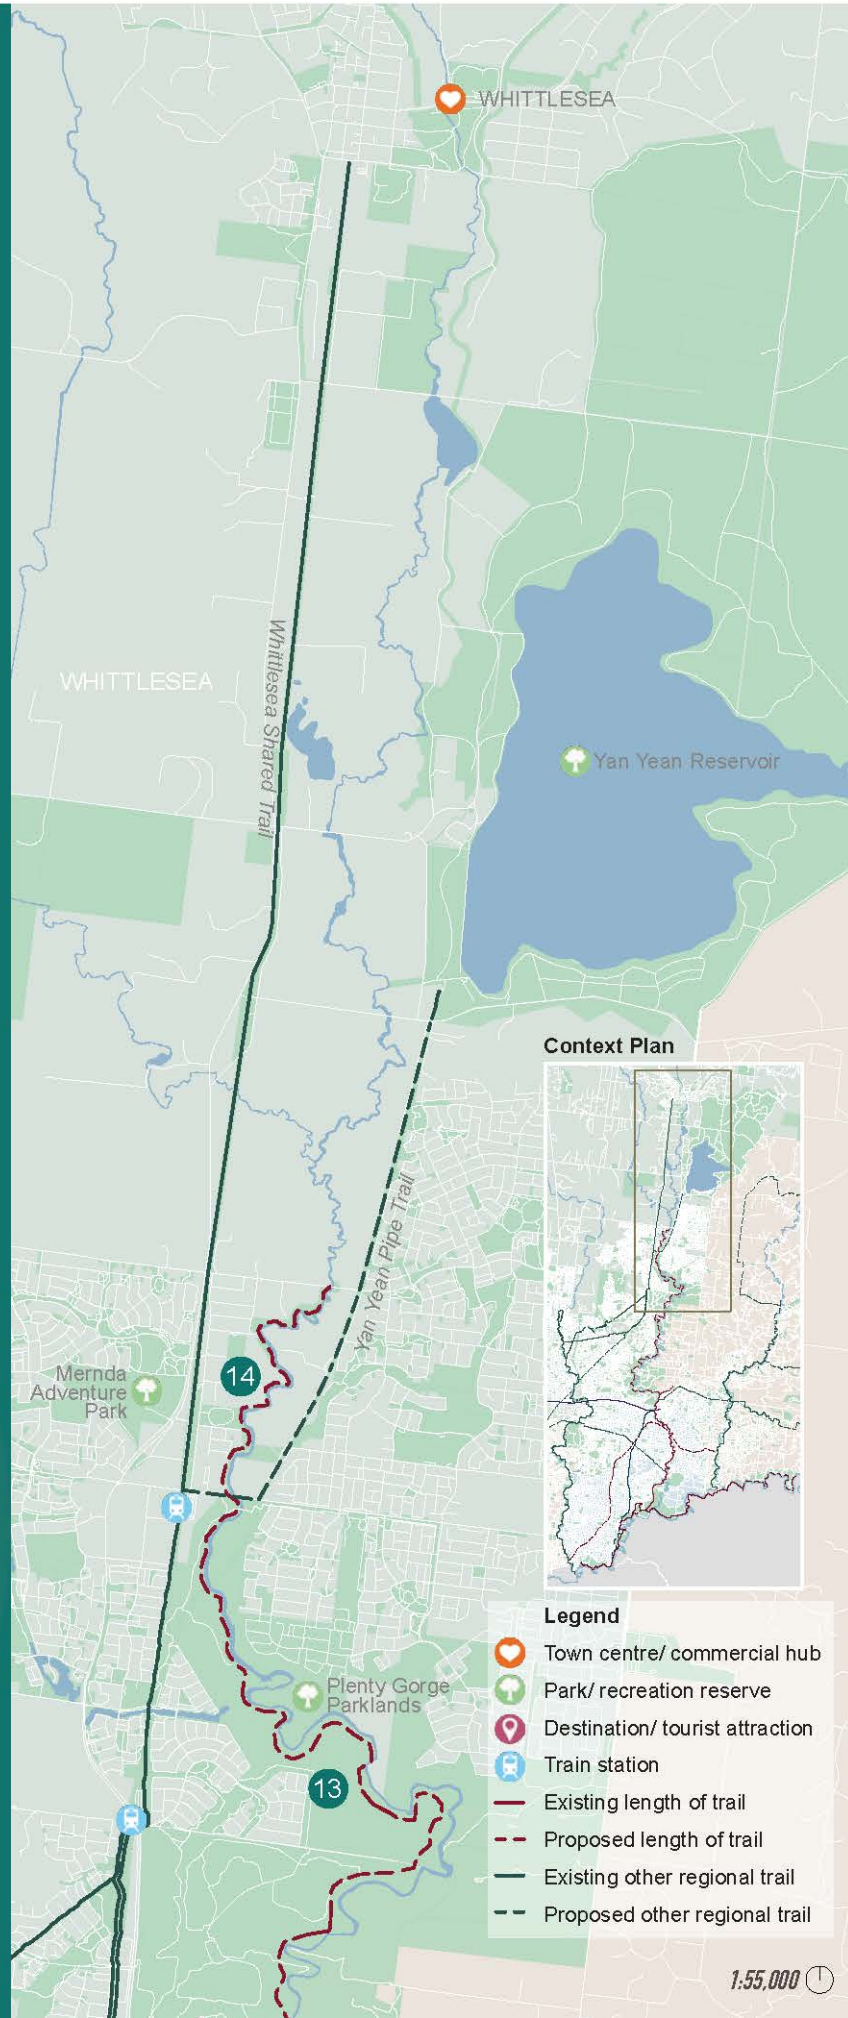 WHITTLESEA
WHITTLESEA
Whittlesea Shared Trail
Yan Yean Reservoir
Context Plan
Yan Yean Pipe Trail
14
Mernda
Adventure
Park
Legend
Town centre/ commercial hub
Plenty Gorge
Parklands
Park/ recreation reserve
Destination/ tourist attraction
Train station
13
Existing length of trail
Proposed length of trail
Existing other regional trail
Proposed other regional trail
1:55,000